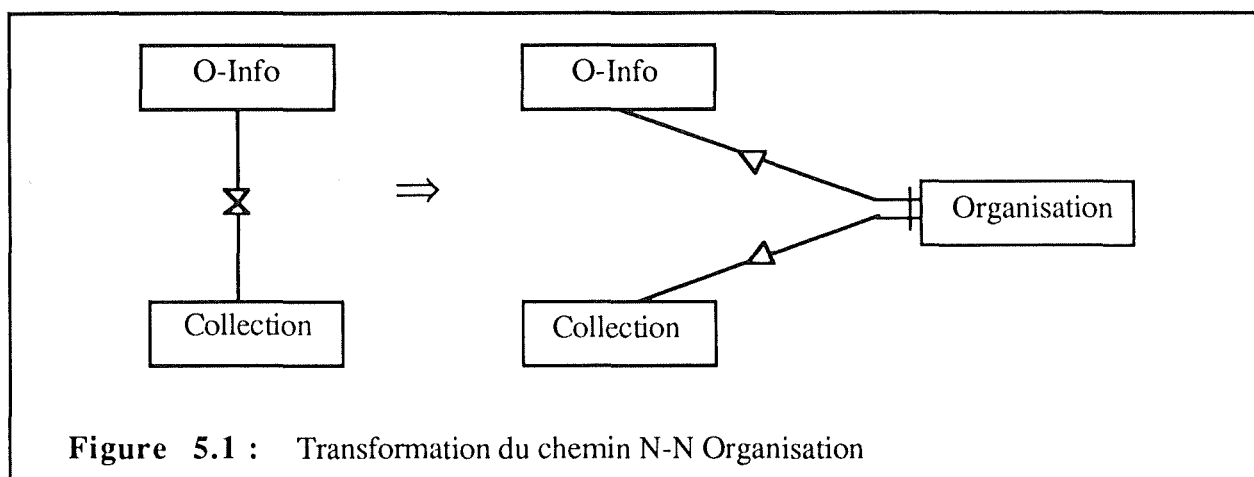 O-Info
O-Info
⇒
Organisation
Collection
Collection
Figure 5.1 : Transformation du chemin N-N Organisation